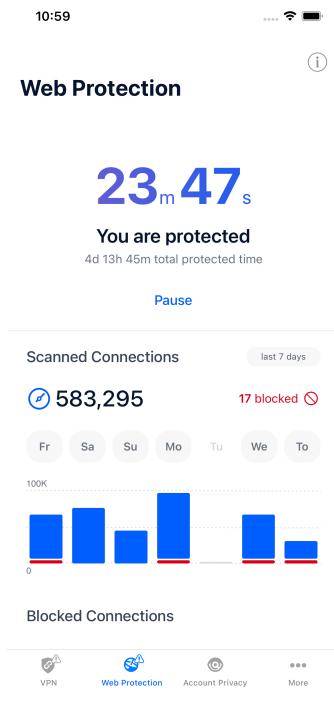 10:59
Web Protection
23m 47s
You are protected
4d 13h 45m total protected time
Pause
Scanned Connections
last 7 days
583,295
17 blocked
Fr Sa Su Mo Tu We To
100K
0
Blocked Connections
VPN Web Protection Account Privacy More